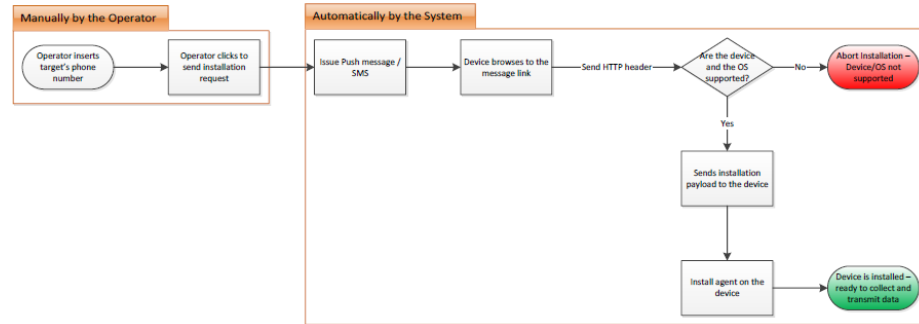 Manually by the Operator
Automatically by the System
Operator inserts
target's phone
number
Operator clicks to
send installation
request
Issue Push message /
SMS
Device browses to the
message link
Send HTTP header
Are the device
and the OS
supported?
No
Abort Installation –
Device/OS not
supported
Yes
Sends installation
payload to the device
Install agent on the
device
Device is installed –
ready to collect and
transmit data